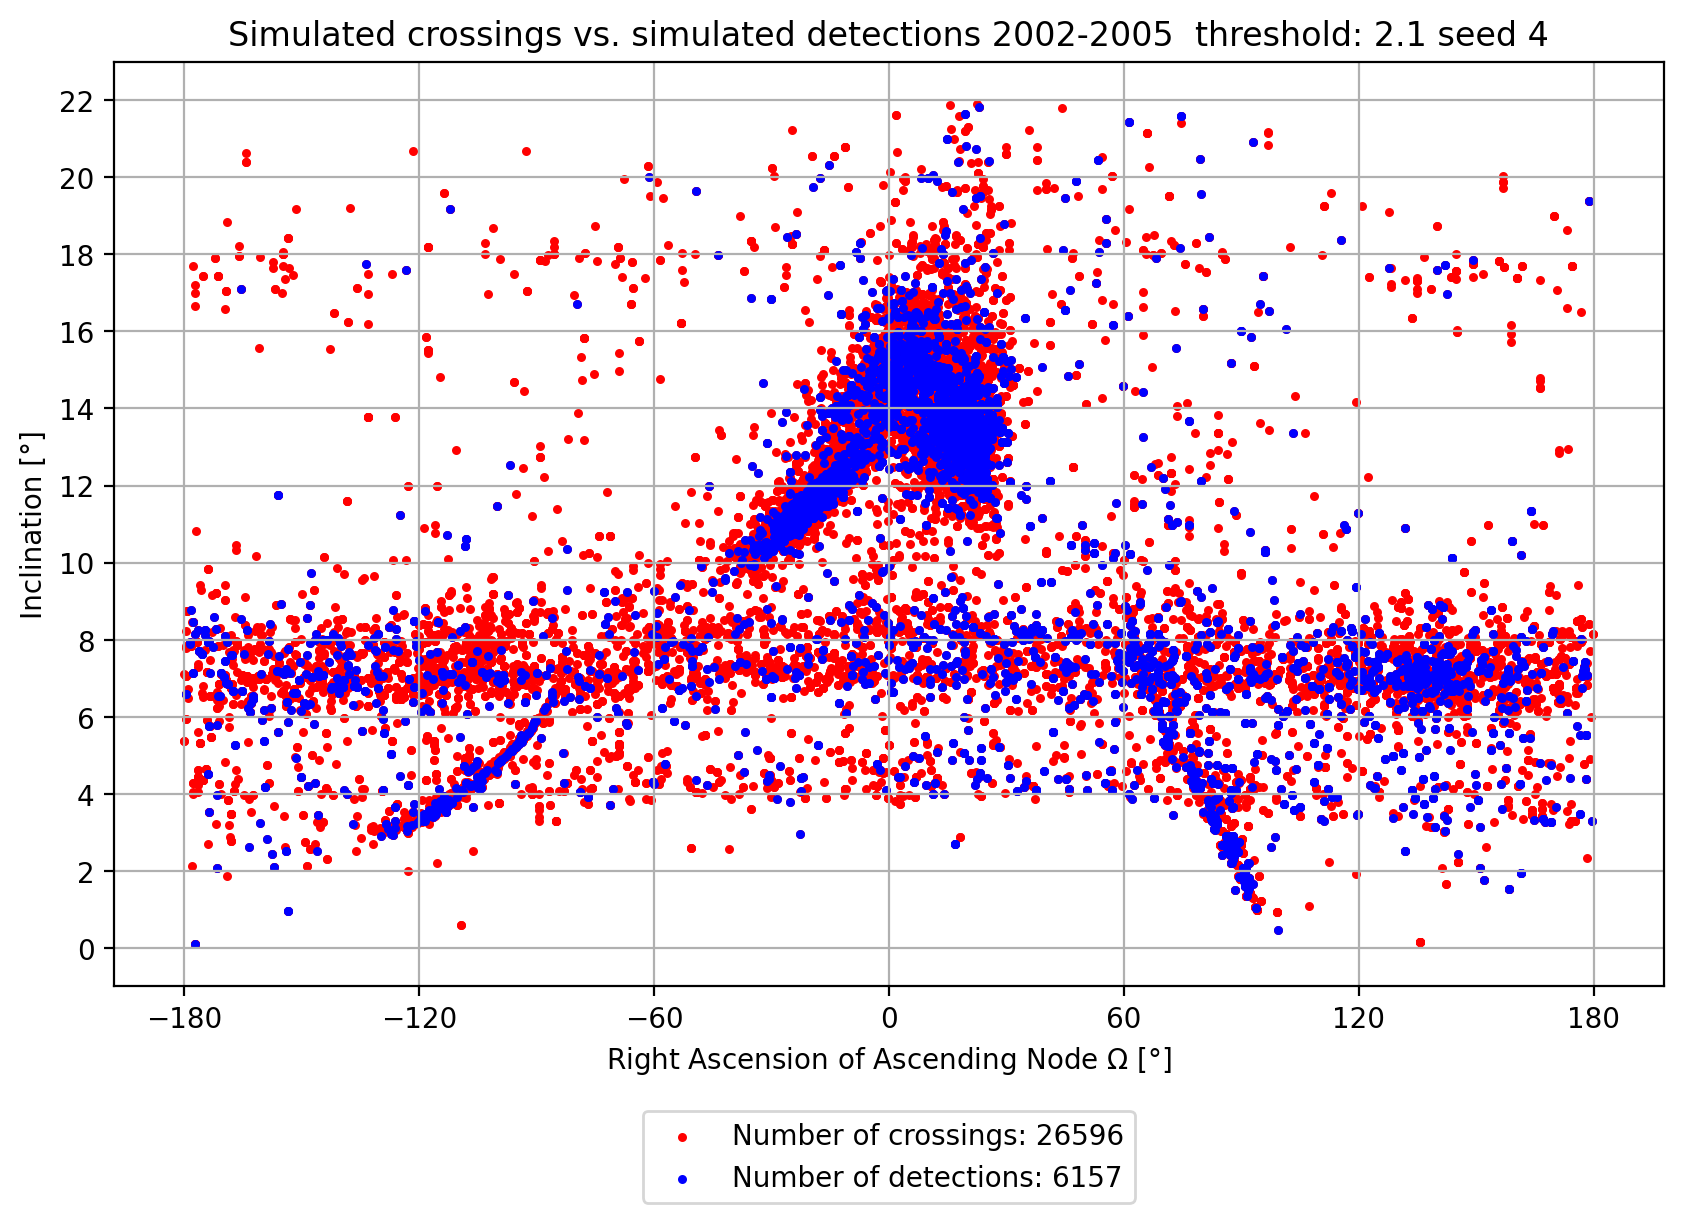 Simulated crossings vs. simulated detections 2002-2005  threshold: 2.1 seed 4
Inclination [°]
22
20
18
16
14
12
10
8
6
4
2
0
−180 −120 −60 0 60 120 180
Right Ascension of Ascending Node Ω [°]
Number of crossings: 26596
Number of detections: 6157